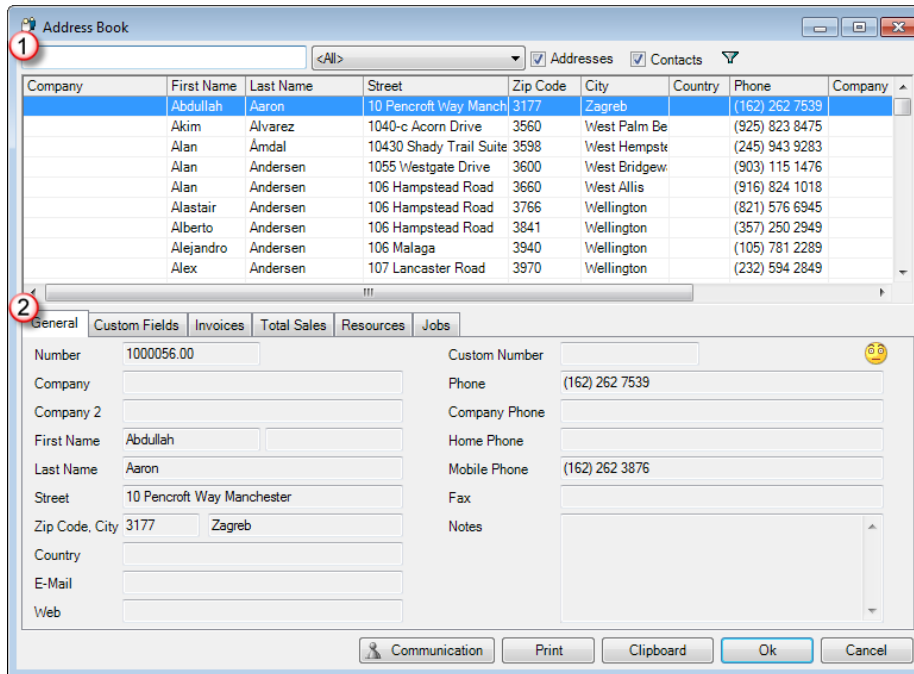 Address Book
1
<All> Addresses Contacts
Company First Name Last Name Street Zip Code City Country Phone Company
Abdullah Aaron 10 Pencroft Way Manch 3177 Zagreb (162) 262 7539
Akim Alvarez 1040-c Acorn Drive 3560 West Palm Be (925) 823 8475
Alan Åmdal 10430 Shady Trail Suite 3598 West Hempste (245) 943 9283
Alan Andersen 1055 Westgate Drive 3600 West Bridgew (903) 115 1476
Alan Andersen 106 Hampstead Road 3660 West Allis (916) 824 1018
Alastair Andersen 106 Hampstead Road 3766 Wellington (821) 576 6945
Alberto Andersen 106 Hampstead Road 3841 Wellington (357) 250 2949
Alejandro Andersen 106 Malaga 3940 Wellington (105) 781 2289
Alex Andersen 107 Lancaster Road 3970 Wellington (232) 594 2849
2
General Custom Fields Invoices Total Sales Resources Jobs
Number 1000056.00 Custom Number
Company Phone (162) 262 7539
Company 2 Company Phone
First Name Abdullah Home Phone
Last Name Aaron Mobile Phone (162) 262 3876
Street 10 Pencroft Way Manchester Fax
Zip Code, City 3177 Zagreb Notes
Country
E-Mail
Web
Communication Print Clipboard Ok Cancel